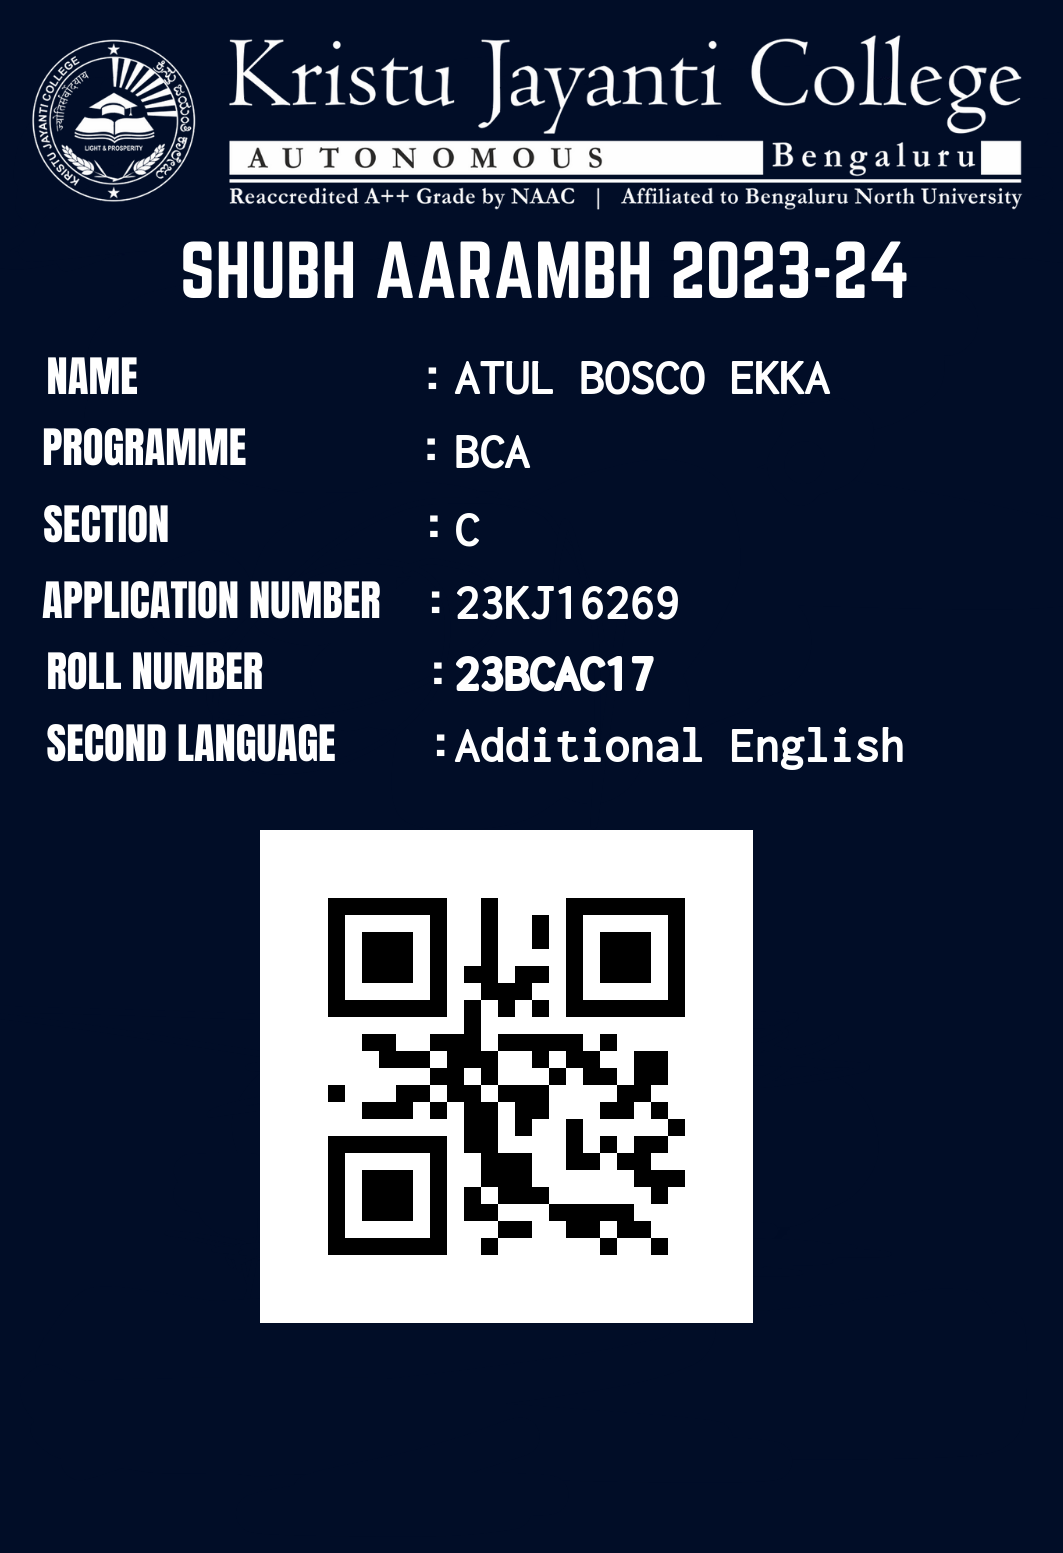 Kristu Jayanti College
AUTONOMOUS Bengaluru
Reaccredited A++ Grade by NAAC | Affiliated to Bengaluru North University
KRISTU JAYANTI COLLEGE
LIGHT & PROSPERITY
SHUBH AARAMBH 2023-24
NAME : ATUL BOSCO EKKA
PROGRAMME : BCA
SECTION : C
APPLICATION NUMBER : 23KJ16269
ROLL NUMBER : 23BCAC17
SECOND LANGUAGE : Additional English